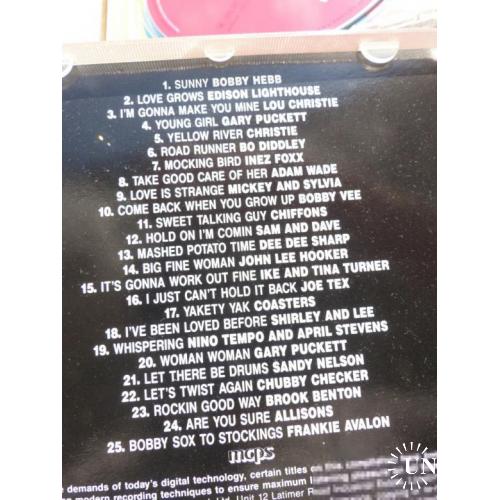 1. SUNNY BOBBY HEBB
2. LOVE GROWS EDISON LIGHTHOUSE
3. I'M GONNA MAKE YOU MINE LOU CHRISTIE
4. YOUNG GIRL GARY PUCKETT
5. YELLOW RIVER CHRISTIE
6. ROAD RUNNER BO DIDDLEY
7. MOCKING BIRD INEZ FOXX
8. TAKE GOOD CARE OF HER ADAM WADE
9. LOVE IS STRANGE MICKEY AND SYLVIA
10. COME BACK WHEN YOU GROW UP BOBBY VEE
11. SWEET TALKING GUY CHIFFONS
12. HOLD ON I'M COMIN SAM AND DAVE
13. MASHED POTATO TIME DEE DEE SHARP
14. BIG FINE WOMAN JOHN LEE HOOKER
15. IT'S GONNA WORK OUT FINE IKE AND TINA TURNER
16. I JUST CAN'T HOLD IT BACK JOE TEX
17. YAKETY YAK COASTERS
18. I'VE BEEN LOVED BEFORE SHIRLEY AND LEE
19. WHISPERING NINO TEMPO AND APRIL STEVENS
20. WOMAN WOMAN GARY PUCKETT
21. LET THERE BE DRUMS SANDY NELSON
22. LET'S TWIST AGAIN CHUBBY CHECKER
23. ROCKIN GOOD WAY BROOK BENTON
24. ARE YOU SURE ALLISONS
25. BOBBY SOX TO STOCKINGS FRANKIE AVALON
mcps
e demands of today's digital technology, certain titles
modern recording techniques to ensure maximum
Ltd. Unit 12 Latimer
UN